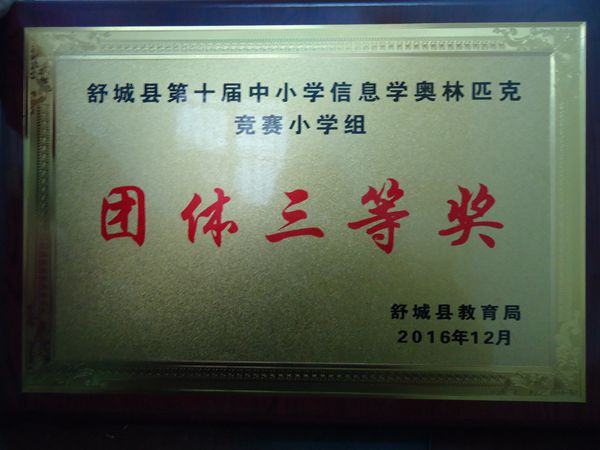 舒城县第十届中小学信息学奥林匹克
竞赛小学组
团体三等奖
舒城县教育局
2016年12月